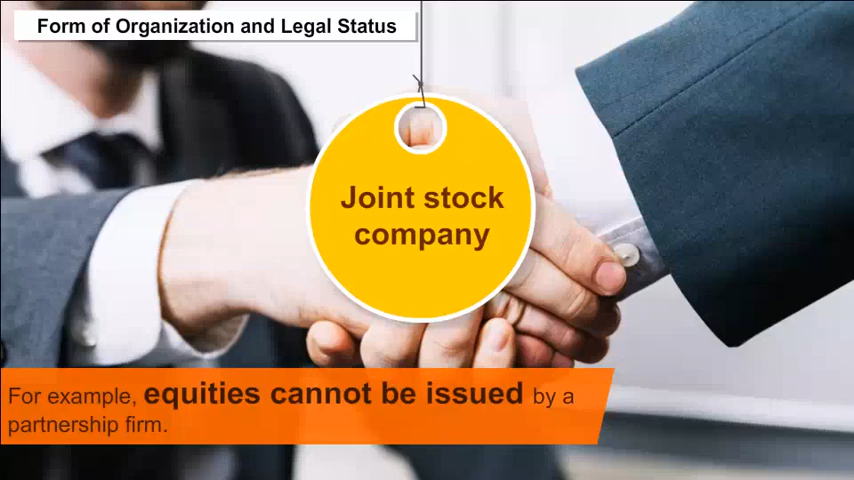 Form of Organization and Legal Status
Joint stock
company
For example, equities cannot be issued by a
partnership firm.